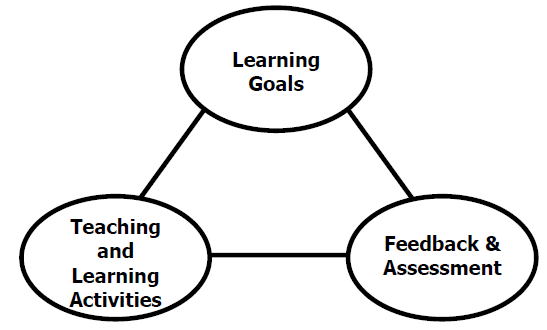 Learning
Goals
Teaching
and
Learning
Activities
Feedback &
Assessment